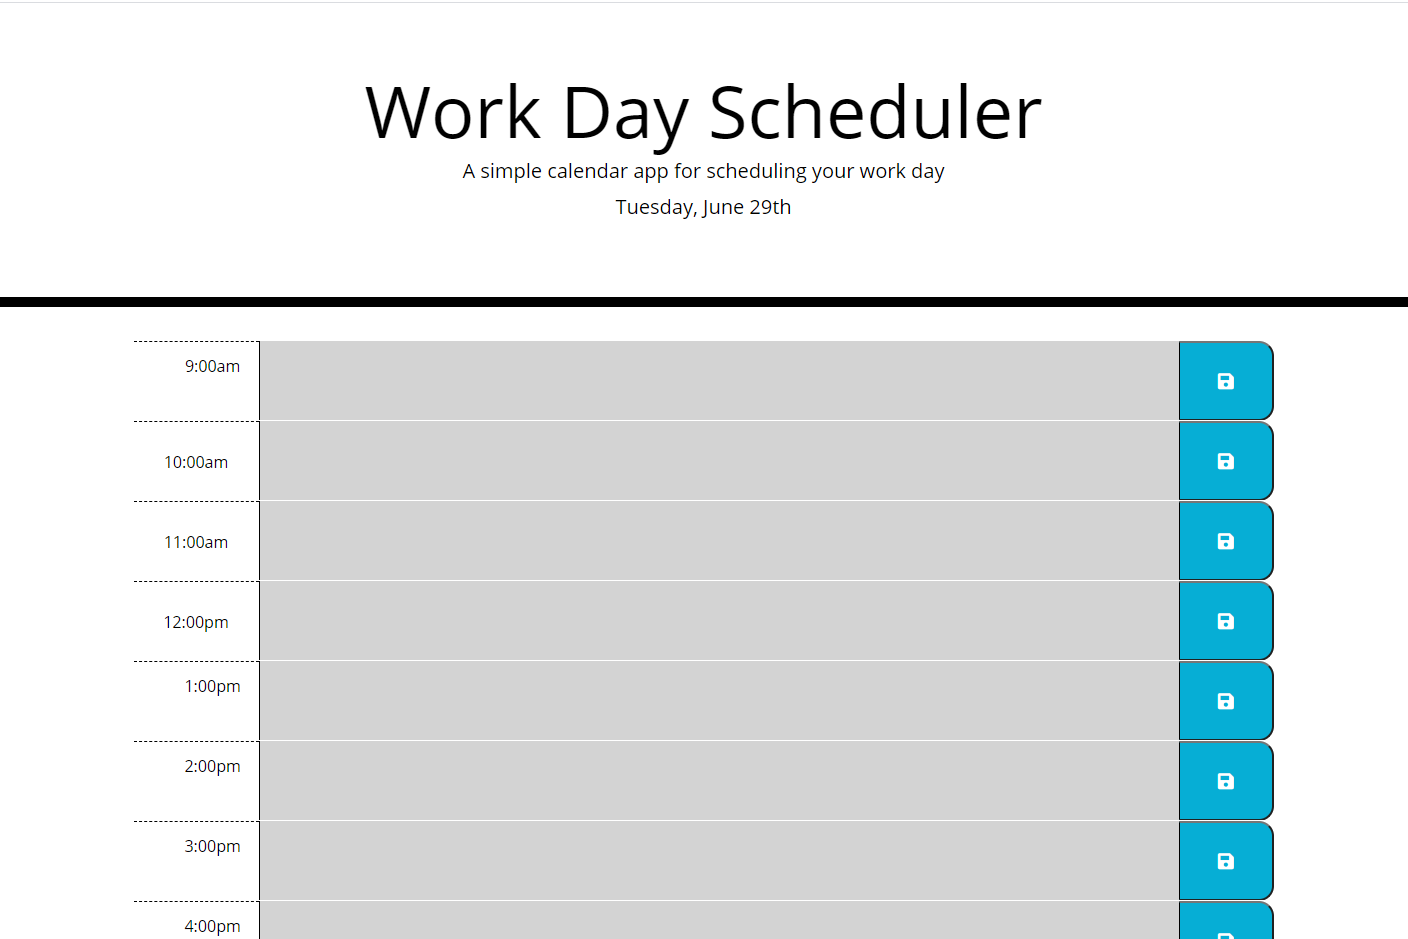 Work Day Scheduler
A simple calendar app for scheduling your work day
Tuesday, June 29th
9:00am
10:00am
11:00am
12:00pm
1:00pm
2:00pm
3:00pm
4:00pm